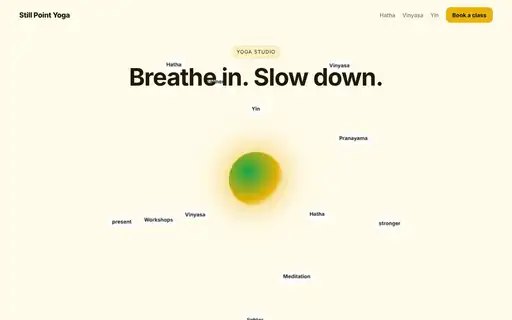 Still Point Yoga
Hatha Vinyasa Yin Book a class
YOGA STUDIO
Hatha
Vinyasa
Breathe in. Slow down.
Yin
Pranayama
Hatha
Vinyasa
Workshops
present
stronger
Meditation